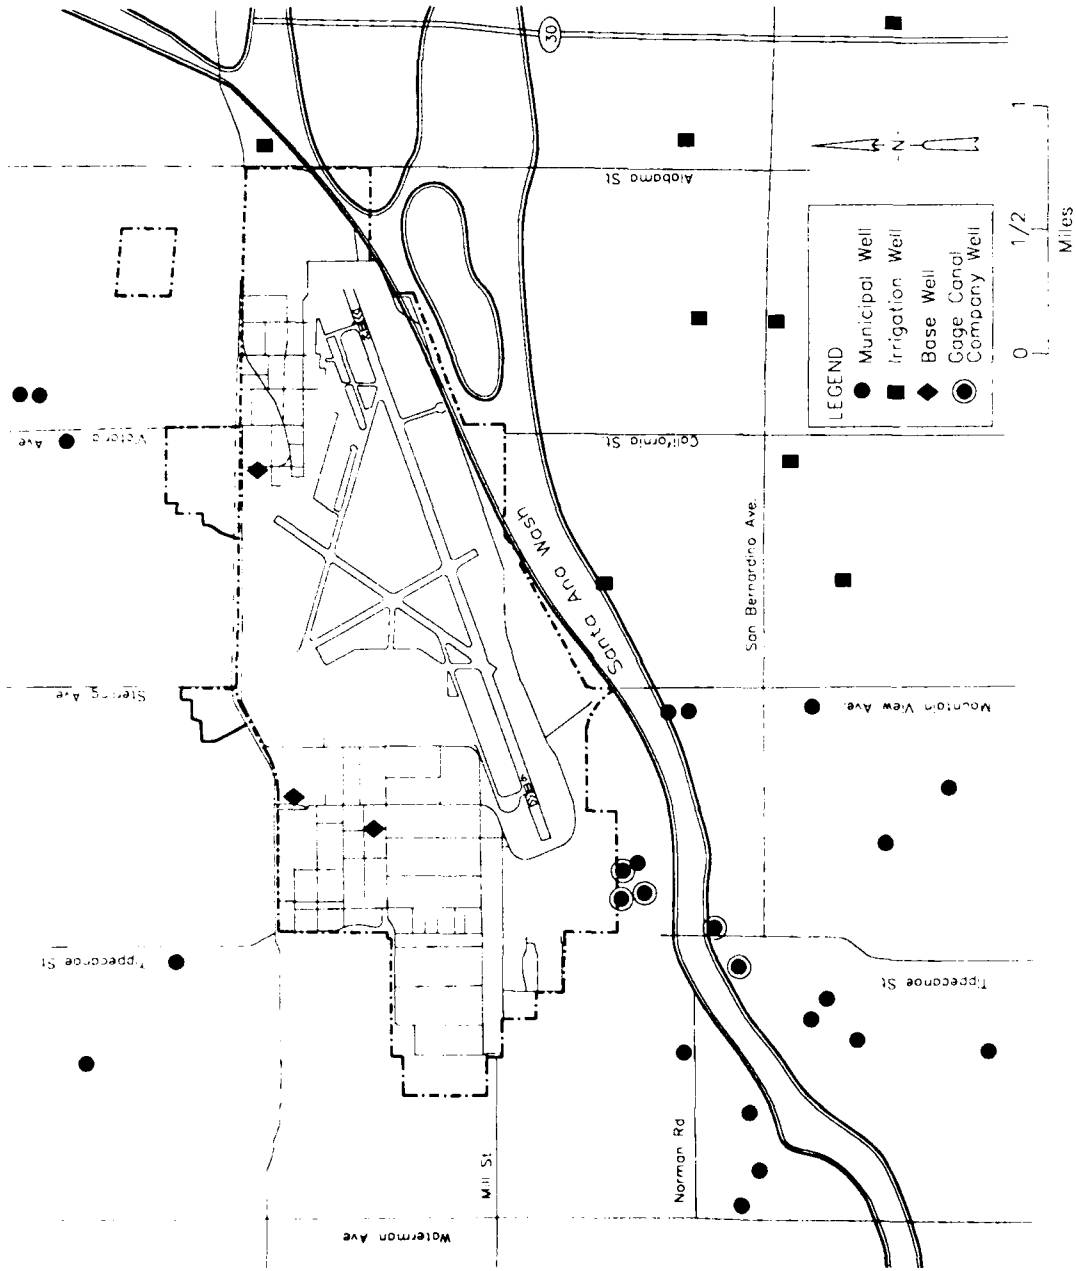 30
Alabama St
N
LEGEND
Municipal Well
Irrigation Well
Base Well
Gage Canal
Company Well
0
1/2
1
Miles
Victoria
Ave
California St
San Bernardino Ave.
Santa Ana Wash
Sterling Ave
Mountain View Ave.
Tippecanoe St
Tippecanoe St
Mill St
Norman Rd
Waterman Ave